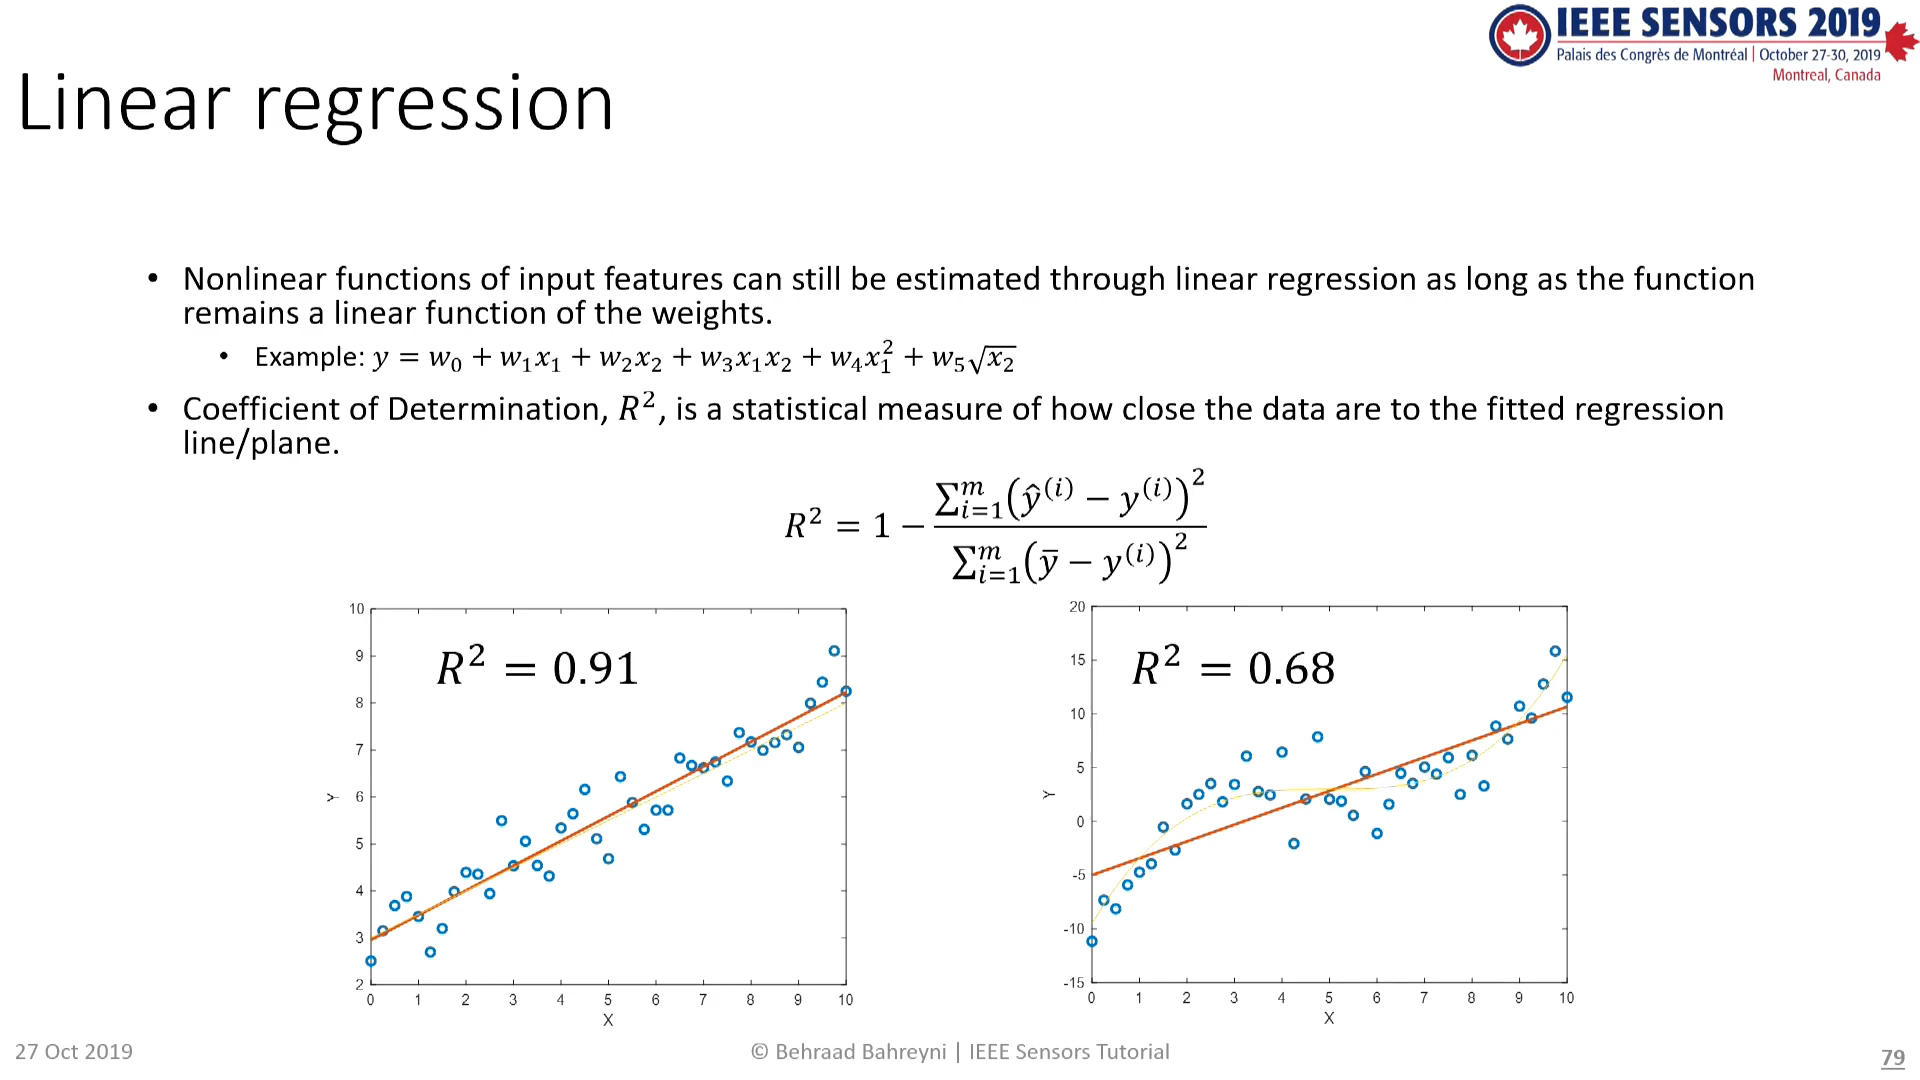 IEEE SENSORS 2019
Palais des Congrès de Montréal | October 27-30, 2019
Montreal, Canada
Linear regression
• Nonlinear functions of input features can still be estimated through linear regression as long as the function
remains a linear function of the weights.
• Example: y = w₀ + w₁x₁ + w₂x₂ + w₃x₁x₂ + w₄x₁² + w₅√x₂
• Coefficient of Determination, R², is a statistical measure of how close the data are to the fitted regression
line/plane.
R² = 1 − ∑ᵢ₌₁ᵐ(ŷ⁽ⁱ⁾ − y⁽ⁱ⁾)² / ∑ᵢ₌₁ᵐ(ȳ − y⁽ⁱ⁾)²
R² = 0.91
10
9
8
7
6
5
4
3
2
Y
0 1 2 3 4 5 6 7 8 9 10
X
R² = 0.68
20
15
10
5
0
-5
-10
-15
Y
0 1 2 3 4 5 6 7 8 9 10
X
27 Oct 2019
© Behraad Bahreyni | IEEE Sensors Tutorial
79